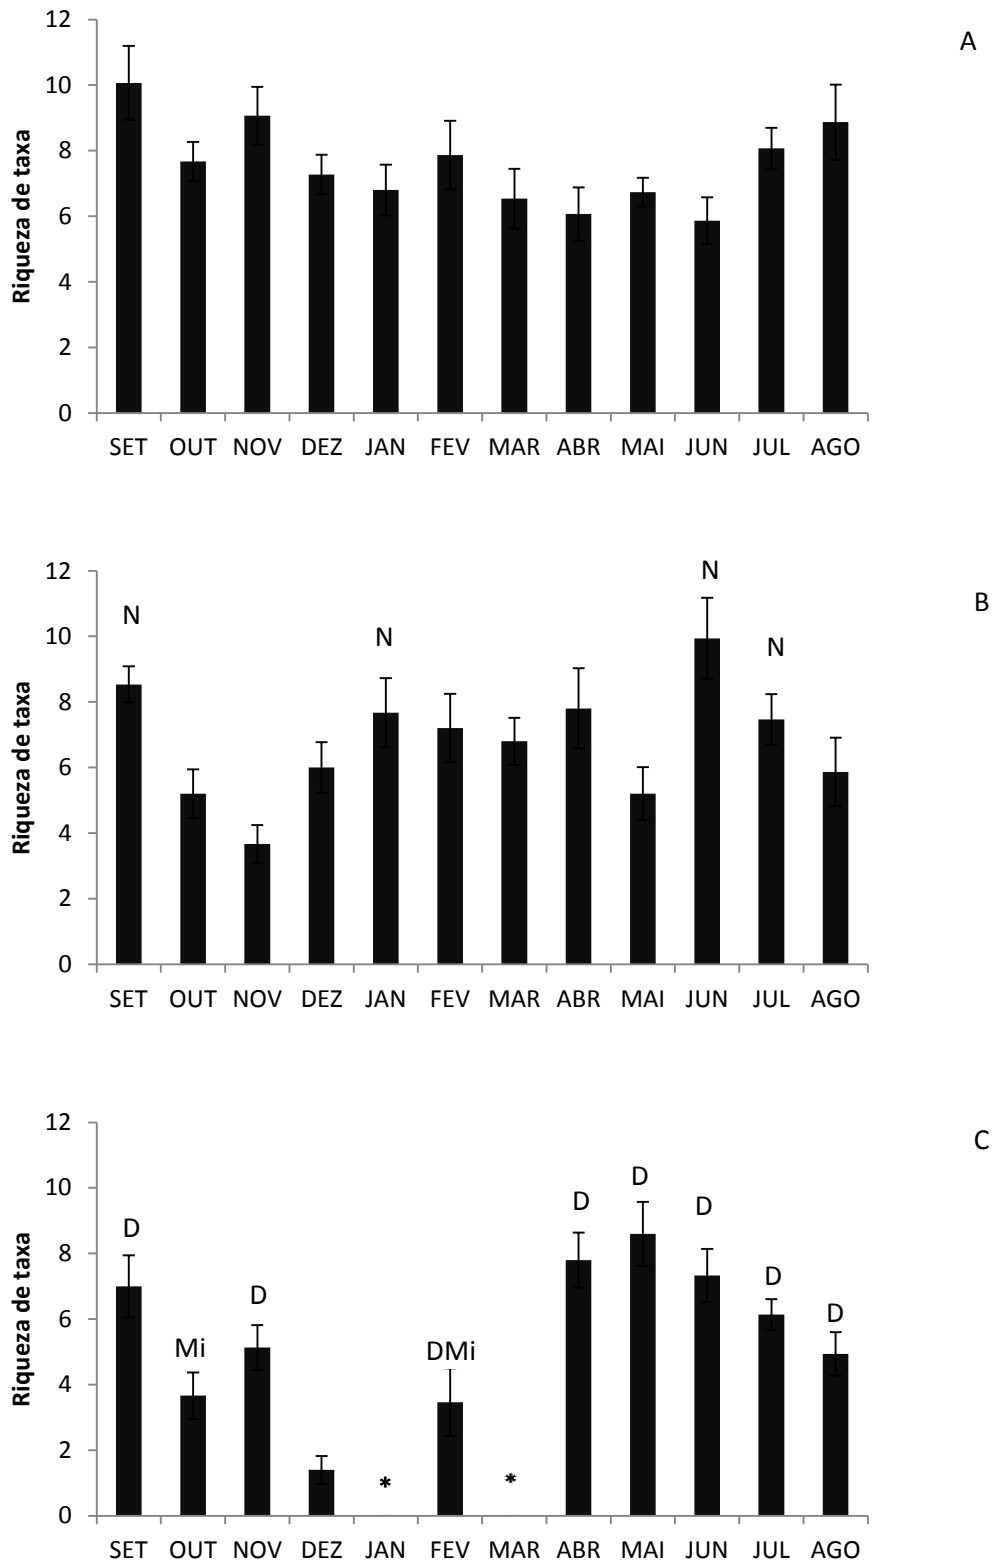 A
Riqueza de taxa
12
10
8
6
4
2
0
SET OUT NOV DEZ JAN FEV MAR ABR MAI JUN JUL AGO
B
Riqueza de taxa
12
10
8
6
4
2
0
N N N N
SET OUT NOV DEZ JAN FEV MAR ABR MAI JUN JUL AGO
C
Riqueza de taxa
12
10
8
6
4
2
0
D Mi D * DMi * D D D D D
SET OUT NOV DEZ JAN FEV MAR ABR MAI JUN JUL AGO